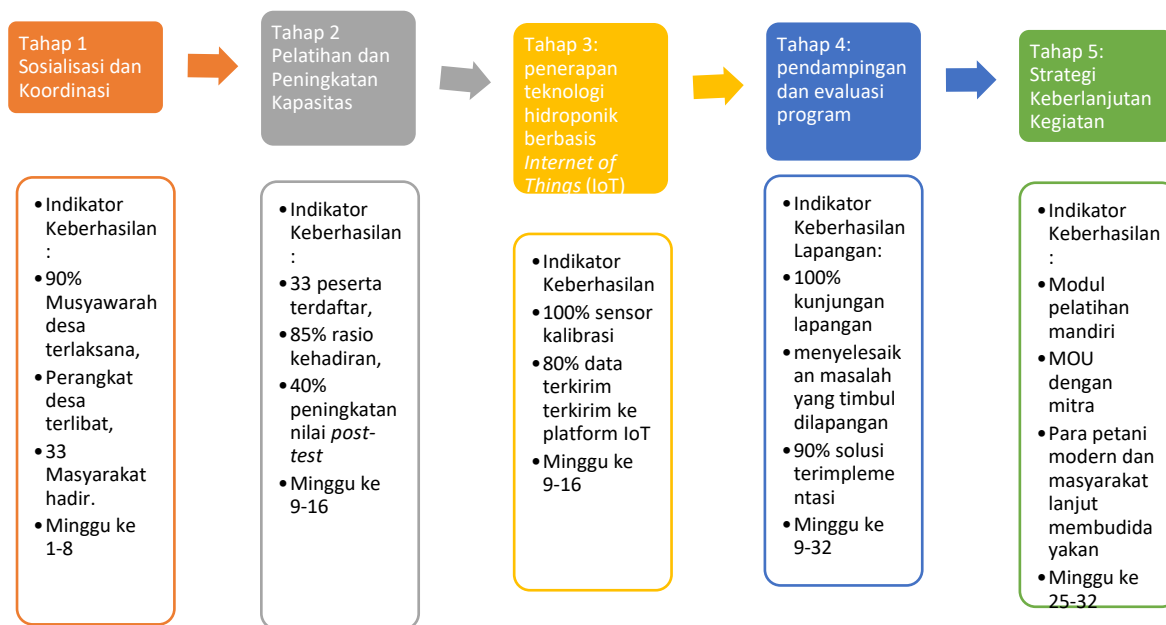 Tahap 1
Sosialisasi dan
Koordinasi
Tahap 2
Pelatihan dan
Peningkatan
Kapasitas
Tahap 3:
penerapan
teknologi
hidroponik
berbasis
Internet of
Things (IoT)
Tahap 4:
pendampingan
dan evaluasi
program
Tahap 5:
Strategi
Keberlanjutan
Kegiatan
•Indikator
Keberhasilan
:
•90%
Musyawarah
desa
terlaksana,
•Perangkat
desa
terlibat,
•33
Masyarakat
hadir.
•Minggu ke
1-8
•Indikator
Keberhasilan
:
•33 peserta
terdaftar,
•85% rasio
kehadiran,
•40%
peningkatan
nilai post-
test
•Minggu ke
9-16
•Indikator
Keberhasilan
•100% sensor
kalibrasi
•80% data
terkirim
terkirim ke
platform IoT
•Minggu ke
9-16
•Indikator
Keberhasilan
Lapangan:
•100%
kunjungan
lapangan
•menyelesaik
an masalah
yang timbul
dilapangan
•90% solusi
terimpleme
ntasi
•Minggu ke
9-32
•Indikator
Keberhasilan
:
•Modul
pelatihan
mandiri
•MOU
dengan
mitra
•Para petani
modern dan
masyarakat
lanjut
membudida
yakan
•Minggu ke
25-32